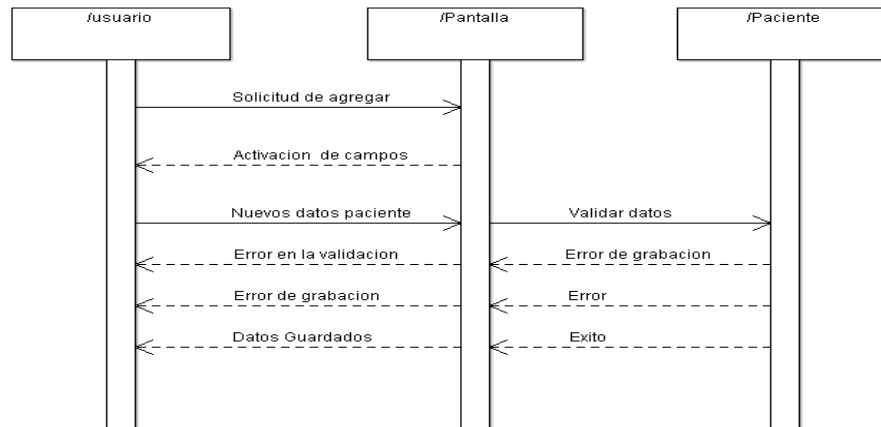 /usuario
/Pantalla
/Paciente
Solicitud de agregar
Activacion de campos
Nuevos datos paciente
Validar datos
Error en la validacion
Error de grabacion
Error de grabacion
Error
Datos Guardados
Exito